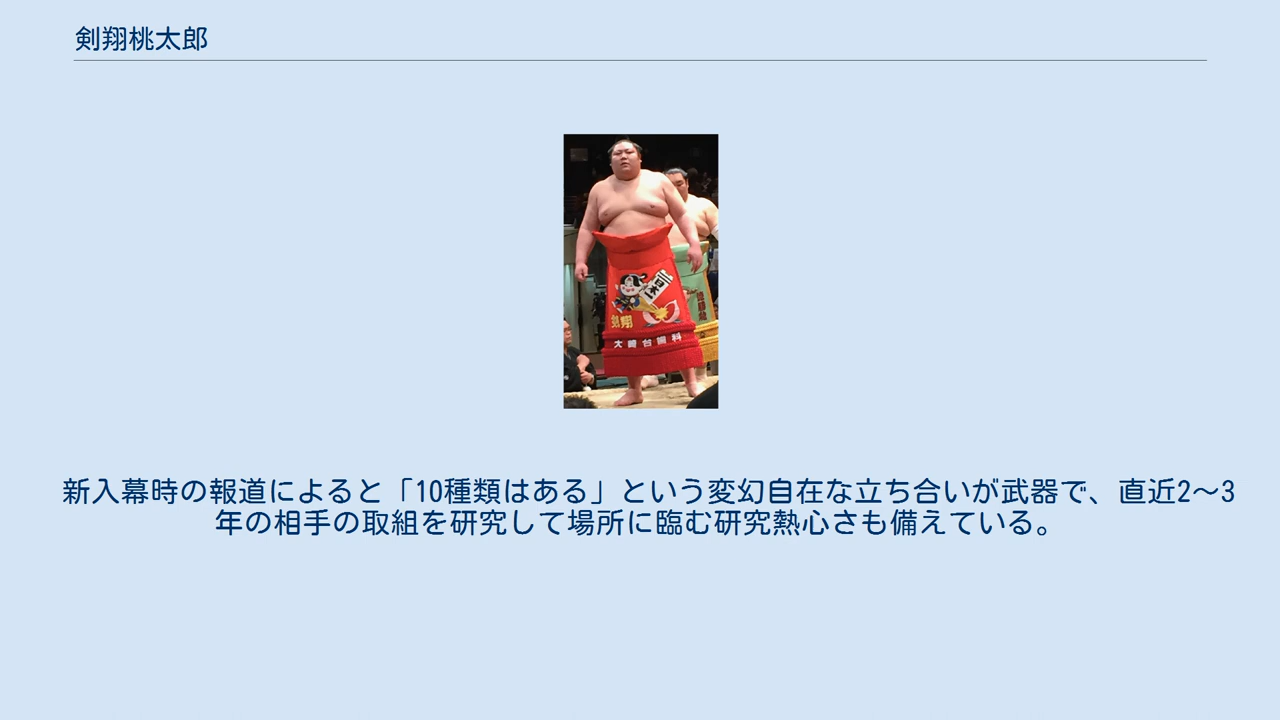 剣翔桃太郎
日本一
剣翔
大崎台歯科
新入幕時の報道によると「10種類はある」という変幻自在な立ち合いが武器で、直近2〜3
年の相手の取組を研究して場所に臨む研究熱心さも備えている。